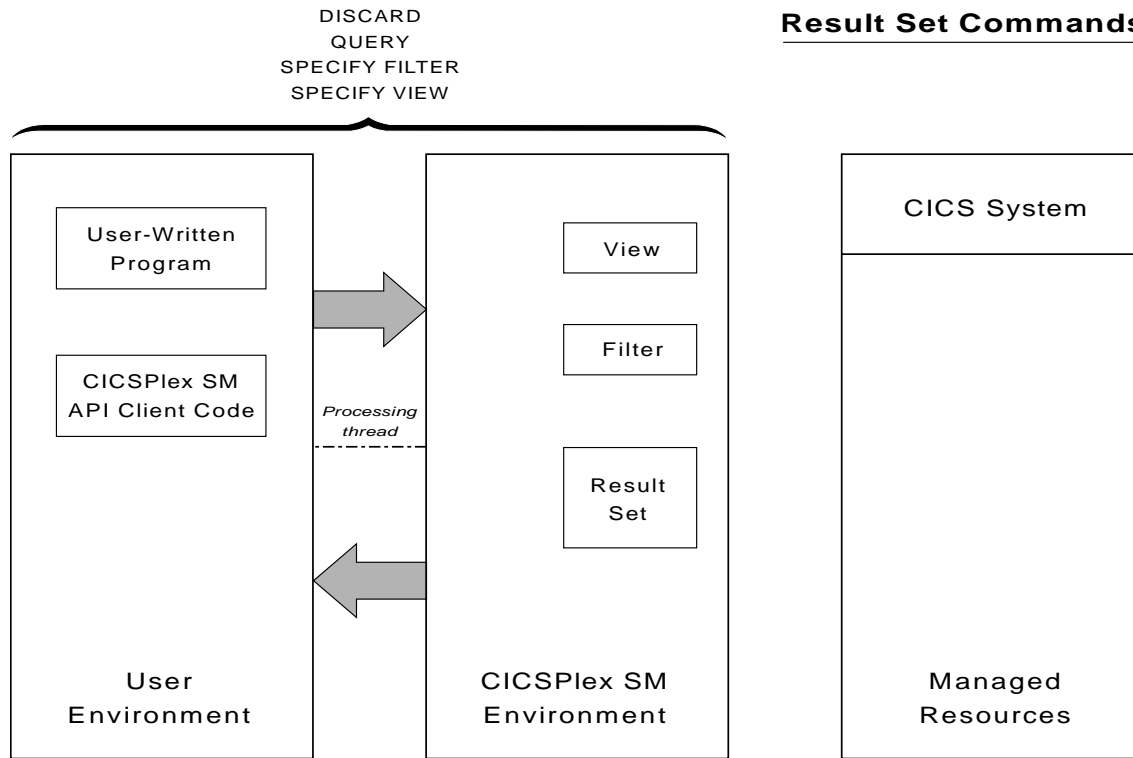 DISCARD
QUERY
SPECIFY FILTER
SPECIFY VIEW
Result Set Commands
User-Written
Program
CICSPlex SM
API Client Code
Processing
thread
View
Filter
Result
Set
CICS System
User
Environment
CICSPlex SM
Environment
Managed
Resources